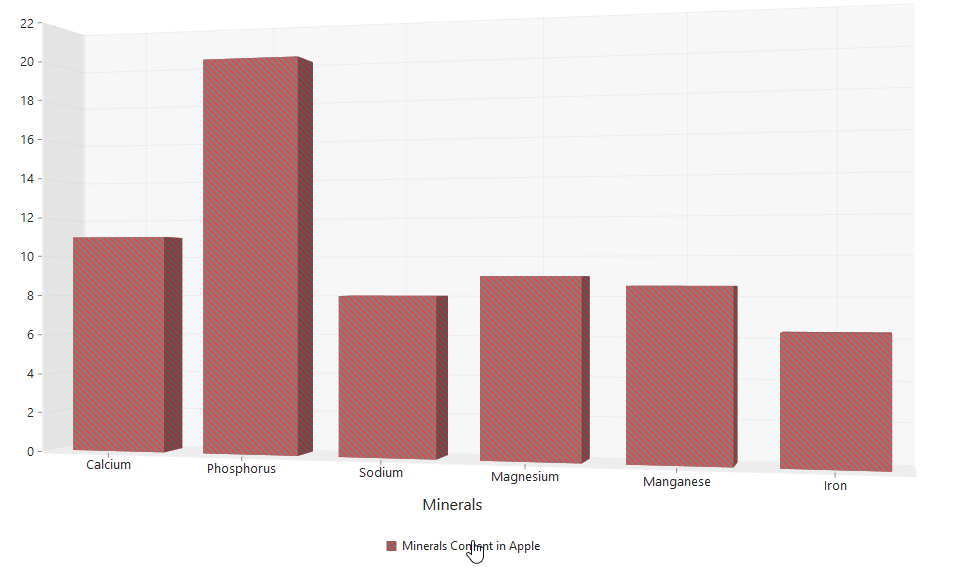 22
20
18
16
14
12
10
8
6
4
2
0
Calcium
Phosphorus
Sodium
Magnesium
Manganese
Iron
Minerals
Minerals Content in Apple